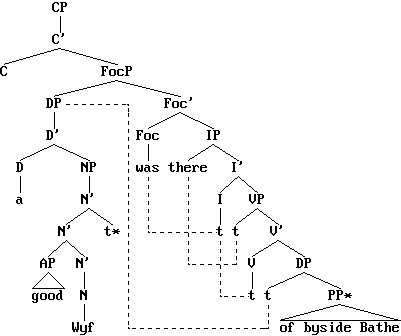 CP
C'
C FocP
DP Foc'
D' Foc IP
D NP was there I'
a N' I VP
N' t* t t V'
AP N' V DP
good N t t PP*
Wyf of byside Bathe